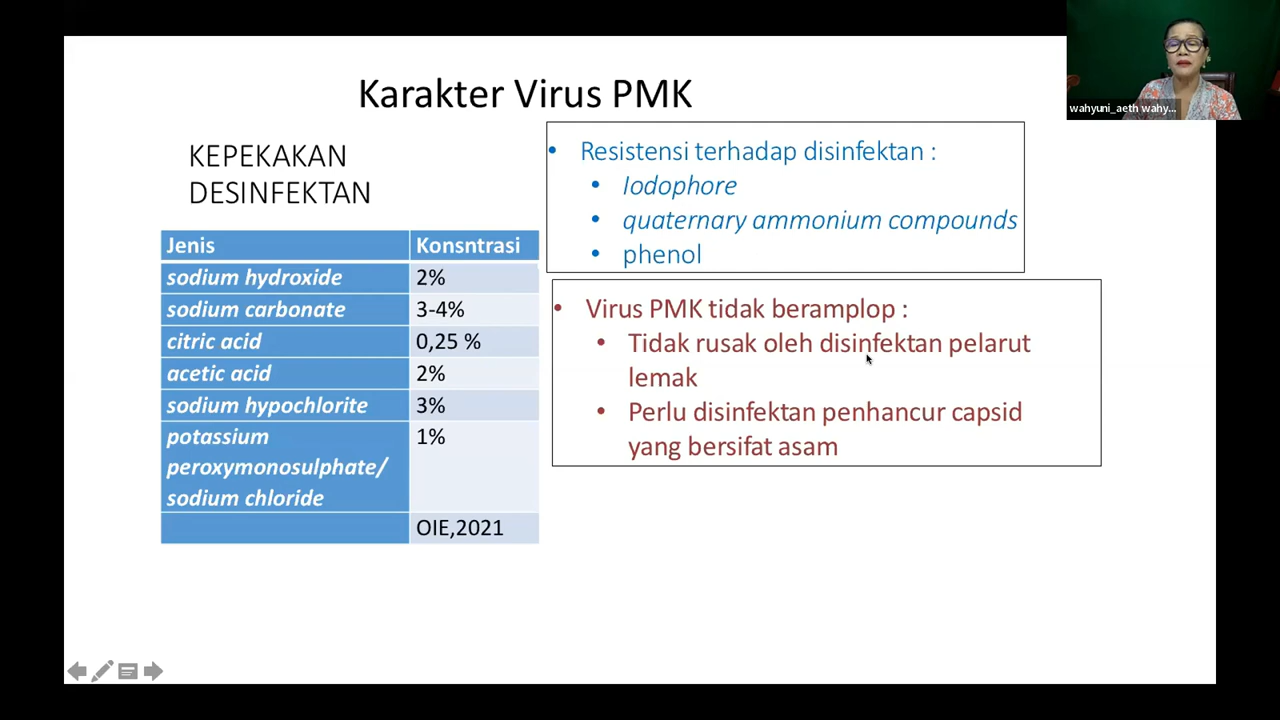 Karakter Virus PMK
wahyuni_aeth wahy...
KEPEKAKAN
DESINFEKTAN
Jenis Konsntrasi
sodium hydroxide 2%
sodium carbonate 3-4%
citric acid 0,25 %
acetic acid 2%
sodium hypochlorite 3%
potassium 1%
peroxymonosulphate/
sodium chloride
OIE,2021
• Resistensi terhadap disinfektan :
• Iodophore
• quaternary ammonium compounds
• phenol
• Virus PMK tidak beramplop :
• Tidak rusak oleh disinfektan pelarut
lemak
• Perlu disinfektan penhancur capsid
yang bersifat asam